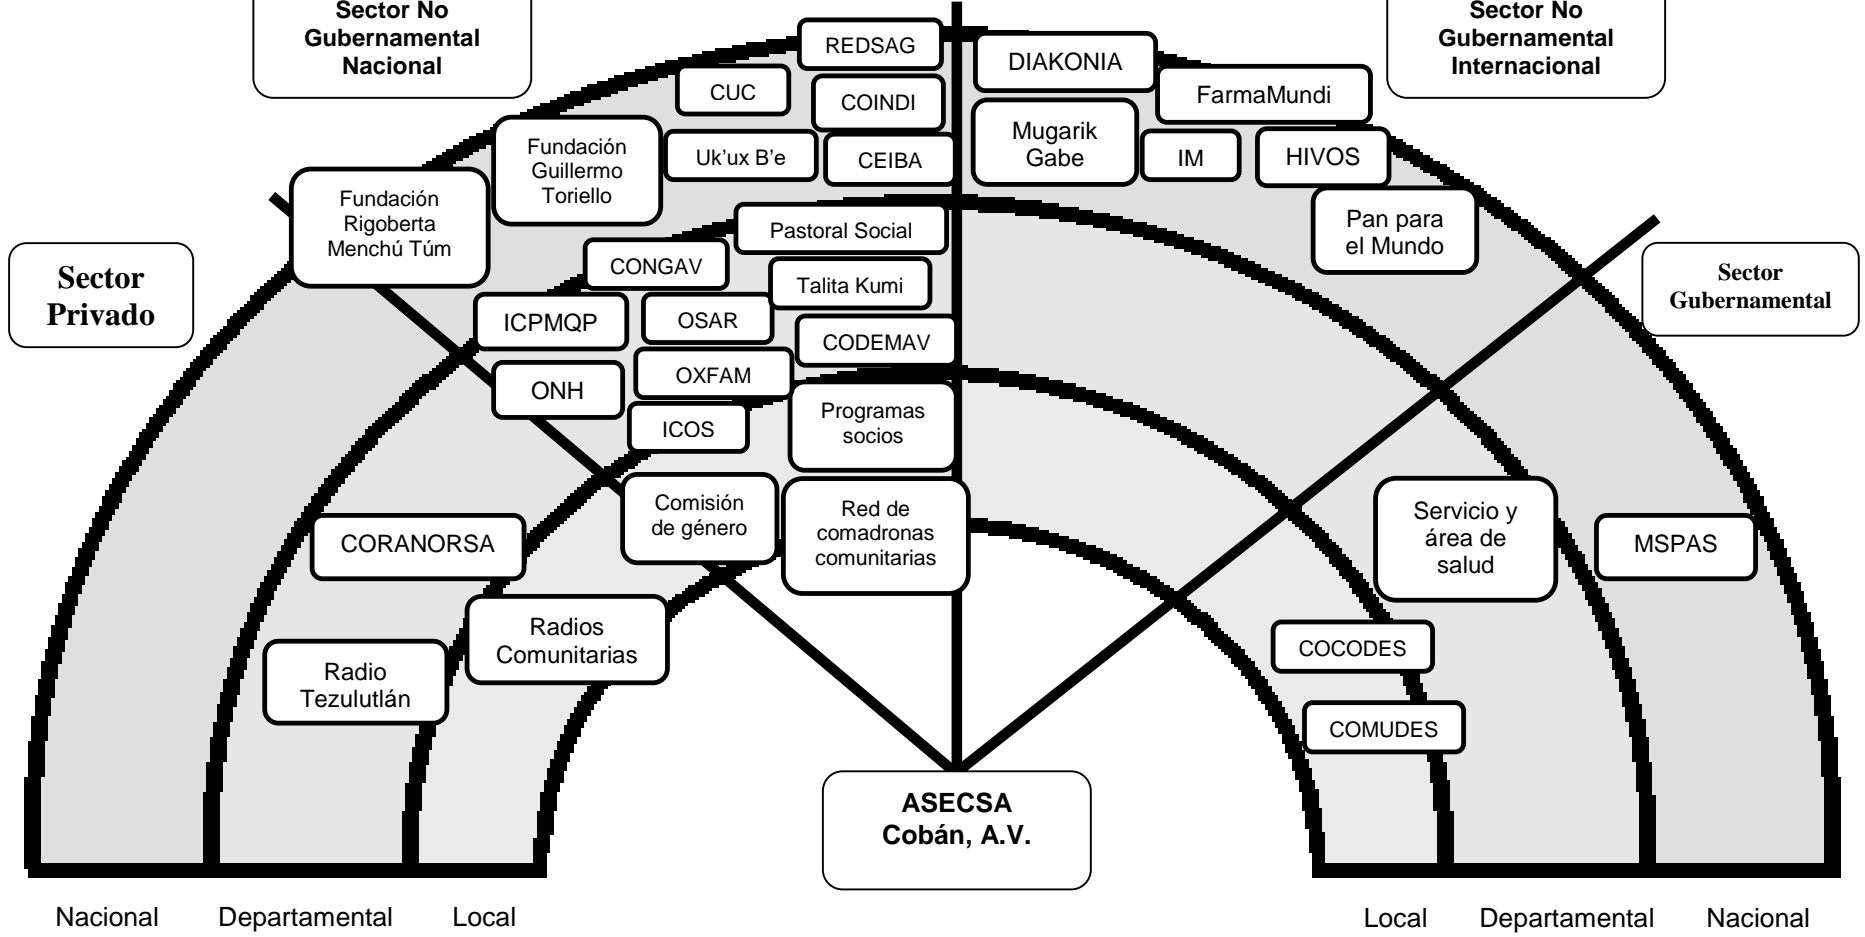 Sector No
Gubernamental
Nacional
Sector No
Gubernamental
Internacional
REDSAG
DIAKONIA
CUC
COINDI
FarmaMundi
Fundación
Guillermo
Toriello
Uk'ux B'e
CEIBA
Mugarik
Gabe
IM
HIVOS
Fundación
Rigoberta
Menchú Túm
Pastoral Social
Pan para
el Mundo
Sector
Privado
CONGAV
Talita Kumi
Sector
Gubernamental
ICPMQP
OSAR
CODEMAV
ONH
OXFAM
ICOS
Programas
socios
Comisión
de género
Red de
comadronas
comunitarias
CORANORSA
Servicio y
área de
salud
MSPAS
Radios
Comunitarias
COCODES
Radio
Tezulutlán
COMUDES
ASECSA
Cobán, A.V.
Nacional
Departamental
Local
Local
Departamental
Nacional